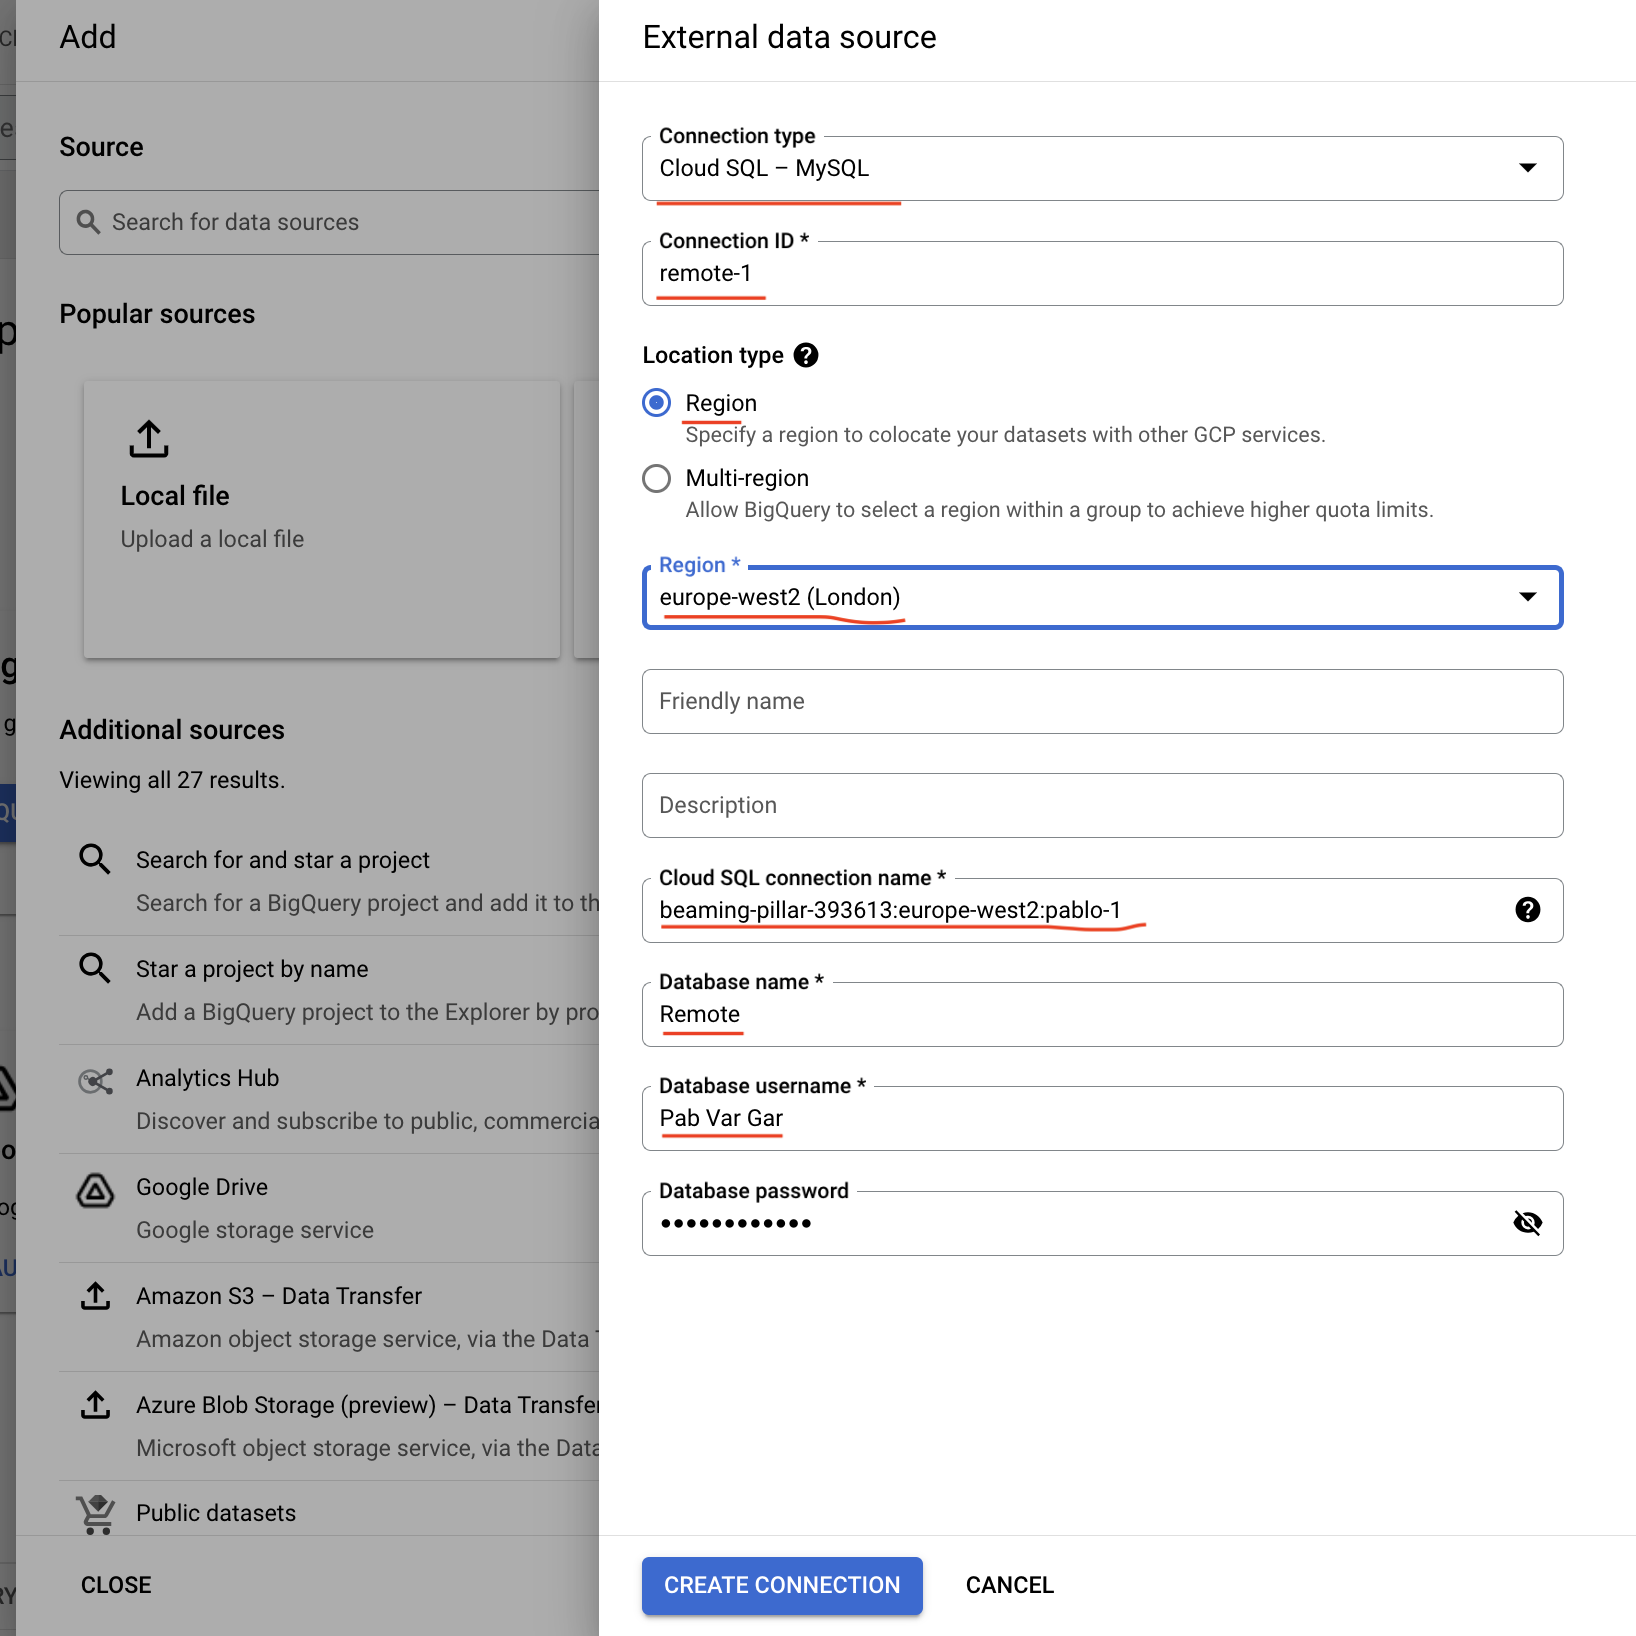 Add
Source
Search for data sources
Popular sources
Local file
Upload a local file
Additional sources
Viewing all 27 results.
Search for and star a project
Search for a BigQuery project and add it to th
Star a project by name
Add a BigQuery project to the Explorer by pro
Analytics Hub
Discover and subscribe to public, commercia
Google Drive
Google storage service
Amazon S3 – Data Transfer
Amazon object storage service, via the Data
Azure Blob Storage (preview) – Data Transfer
Microsoft object storage service, via the Data
Public datasets
CLOSE
External data source
Connection type
Cloud SQL – MySQL
Connection ID *
remote-1
Location type
Region
Specify a region to colocate your datasets with other GCP services.
Multi-region
Allow BigQuery to select a region within a group to achieve higher quota limits.
Region *
europe-west2 (London)
Friendly name
Description
Cloud SQL connection name *
beaming-pillar-393613:europe-west2:pablo-1
Database name *
Remote
Database username *
Pab Var Gar
Database password
••••••••••••
CREATE CONNECTION
CANCEL